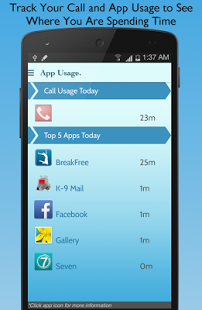 Track Your Call and App Usage to See
Where You Are Spending Time
1:37 AM
App Usage.
Call Usage Today
23m
Top 5 Apps Today
BreakFree 25m
K-9 Mail 1m
Facebook 1m
Gallery 1m
Seven 0m
*Click app icon for more information